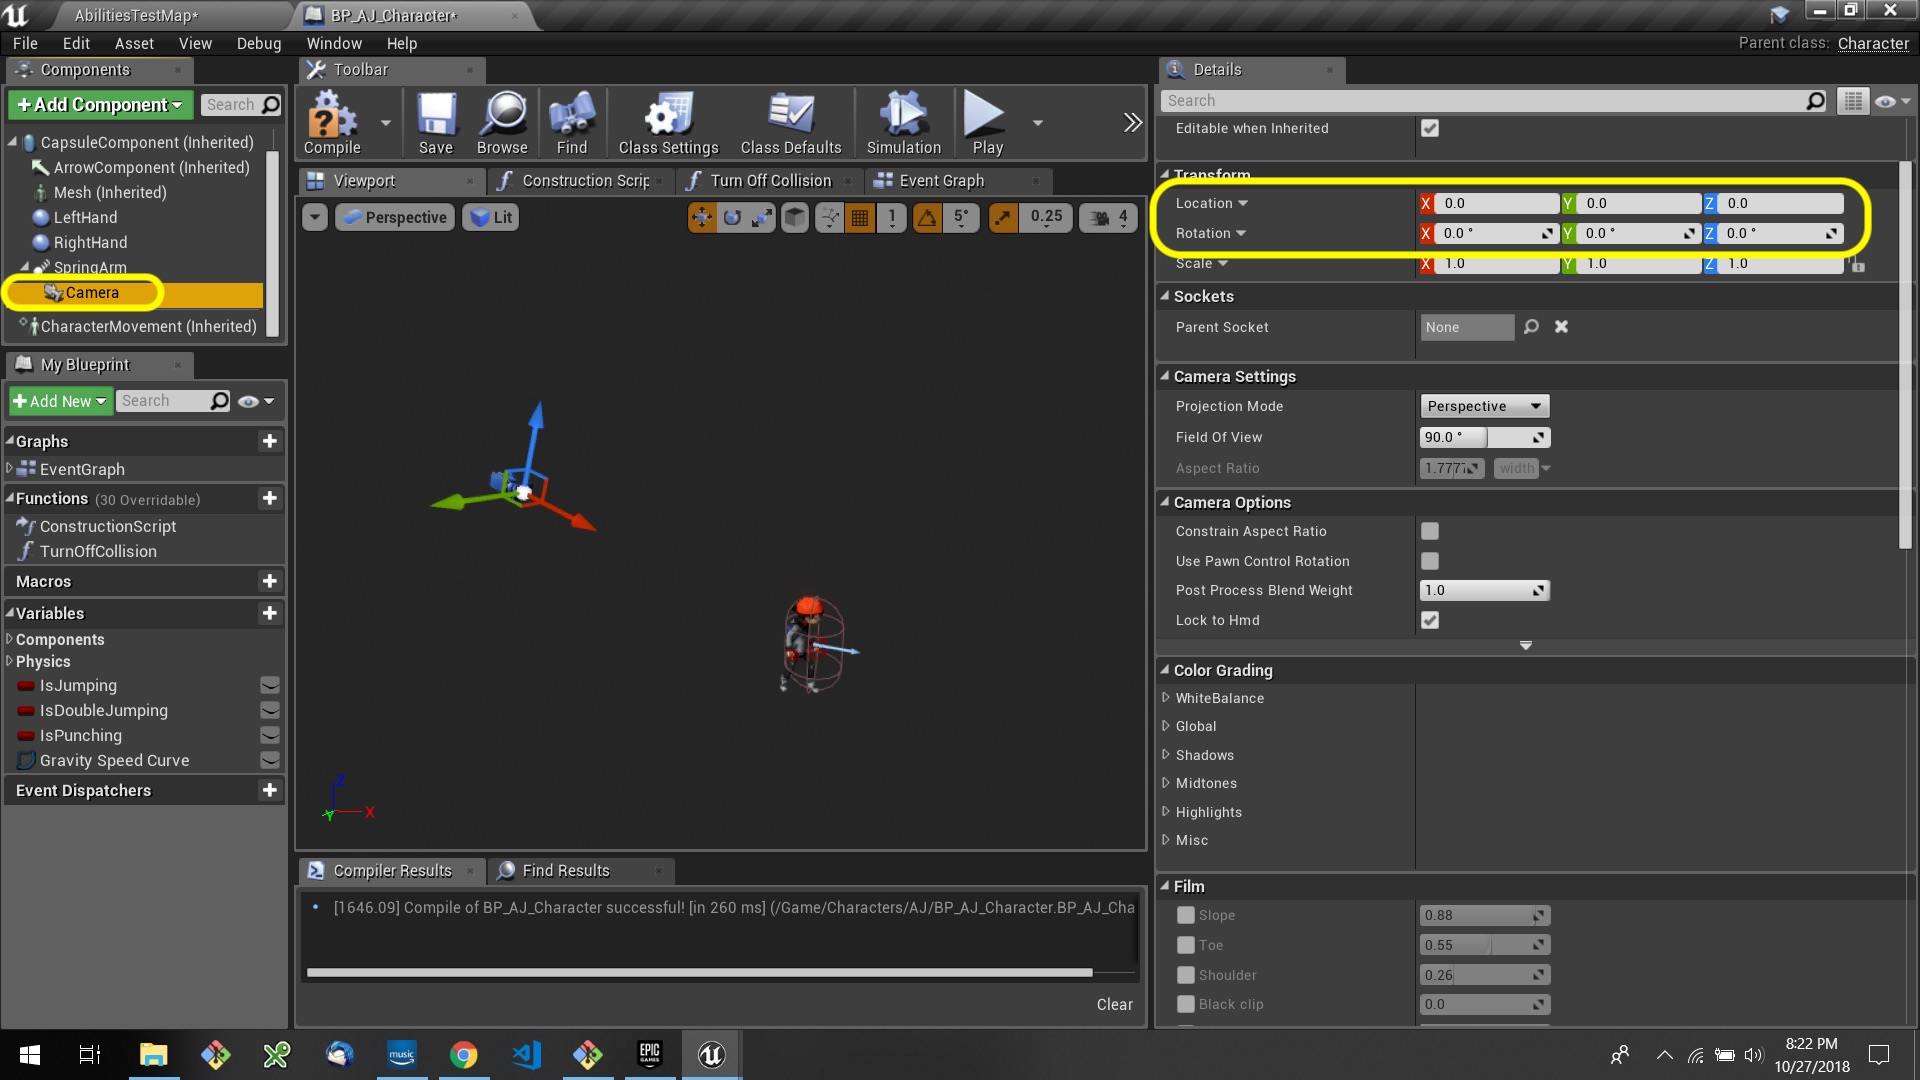 AbilitiesTestMap*
BP_AJ_Character*
File Edit Asset View Debug Window Help
Parent class: Character
Components
Add Component
Search
CapsuleComponent (Inherited)
ArrowComponent (Inherited)
Mesh (Inherited)
LeftHand
RightHand
SpringArm
Camera
CharacterMovement (Inherited)
My Blueprint
Add New
Search
Graphs
EventGraph
Functions (30 Overridable)
ConstructionScript
TurnOffCollision
Macros
Variables
Components
Physics
IsJumping
IsDoubleJumping
IsPunching
Gravity Speed Curve
Event Dispatchers
Toolbar
Compile
Save
Browse
Find
Class Settings
Class Defaults
Simulation
Play
Viewport
Construction Scrip
Turn Off Collision
Event Graph
Perspective
Lit
1
5°
0.25
4
Z
Y
X
Compiler Results
Find Results
[1646.09] Compile of BP_AJ_Character successful! [in 260 ms] (/Game/Characters/AJ/BP_AJ_Character.BP_AJ_Cha
Clear
Details
Search
Editable when Inherited
Transform
Location X 0.0 Y 0.0 Z 0.0
Rotation X 0.0 ° Y 0.0 ° Z 0.0 °
Scale X 1.0 Y 1.0 Z 1.0
Sockets
Parent Socket None
Camera Settings
Projection Mode Perspective
Field Of View 90.0 °
Aspect Ratio 1.777 width
Camera Options
Constrain Aspect Ratio
Use Pawn Control Rotation
Post Process Blend Weight 1.0
Lock to Hmd
Color Grading
WhiteBalance
Global
Shadows
Midtones
Highlights
Misc
Film
Slope 0.88
Toe 0.55
Shoulder 0.26
Black clip 0.0
music
EPIC
GAMES
8:22 PM
10/27/2018